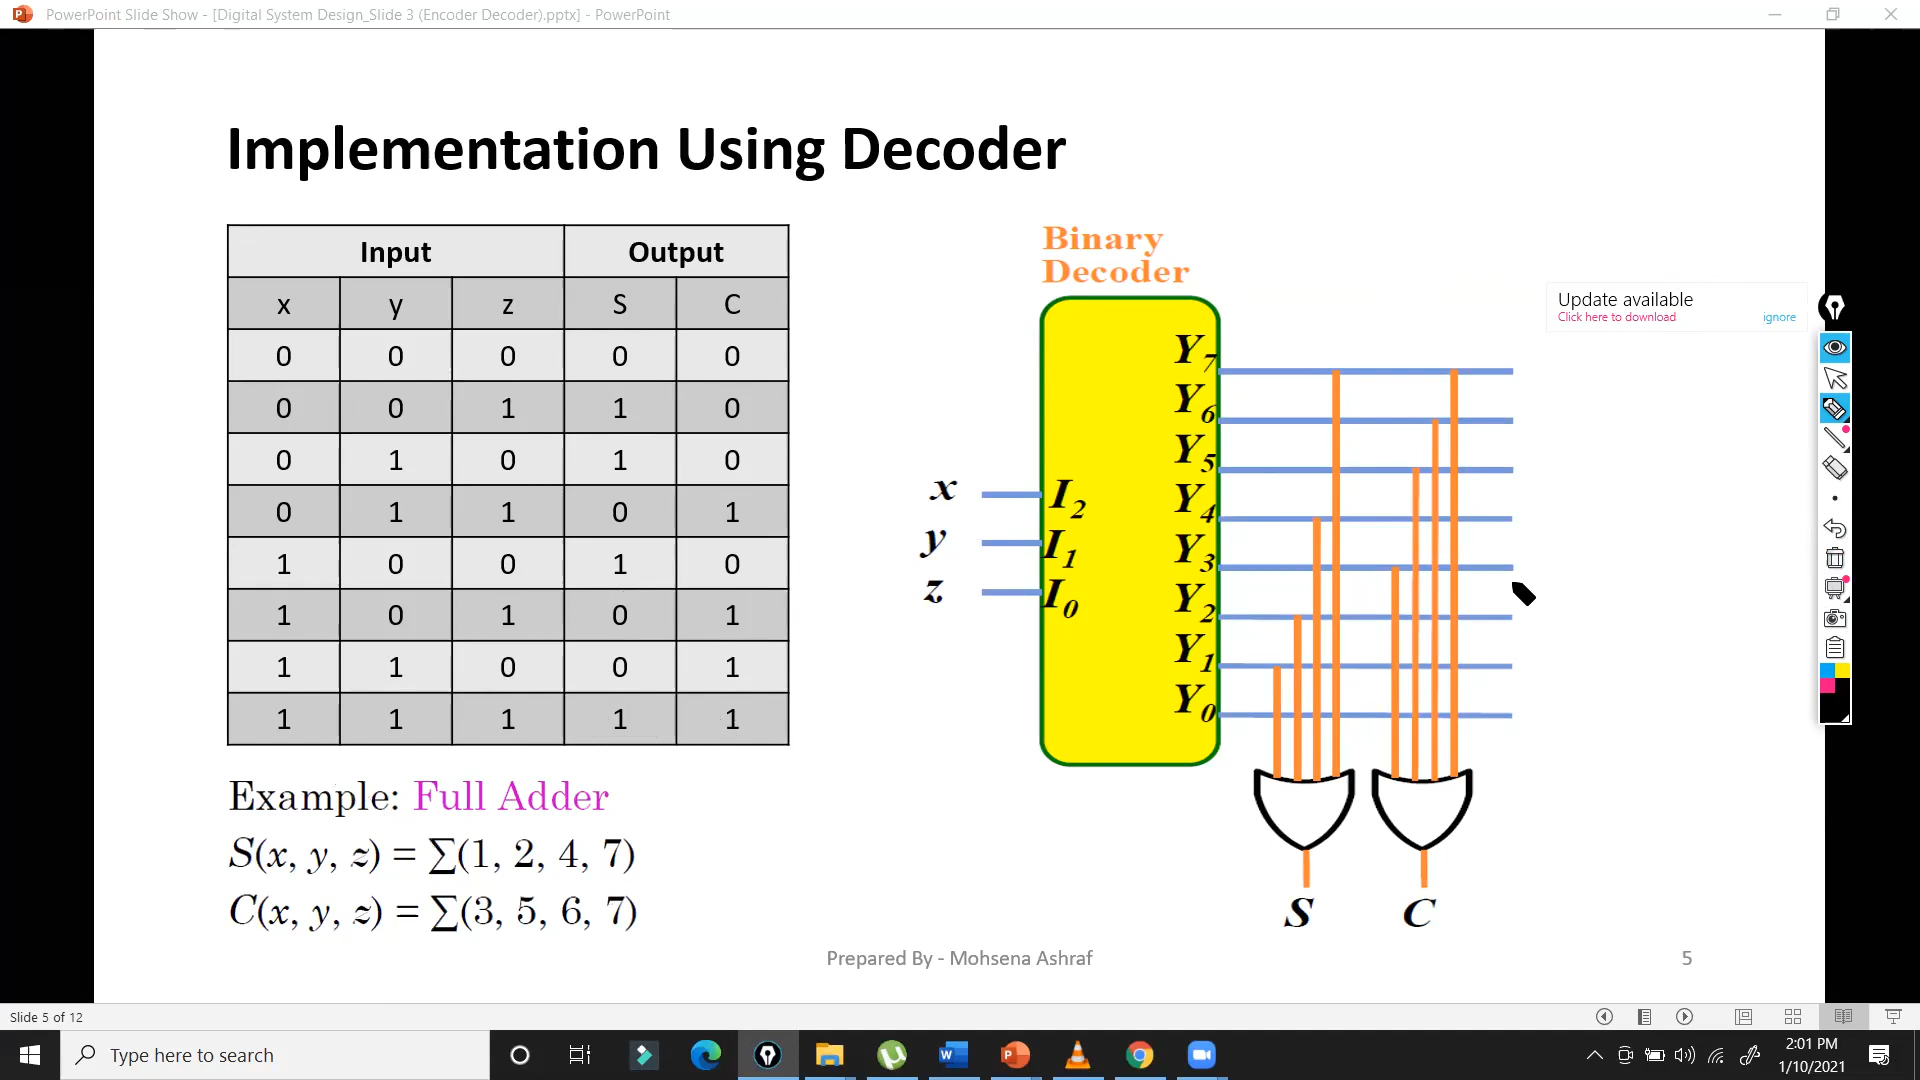 PowerPoint Slide Show - [Digital System Design_Slide 3 (Encoder Decoder).pptx] - PowerPoint
Implementation Using Decoder
Input Output
x y z S C
0 0 0 0 0
0 0 1 1 0
0 1 0 1 0
0 1 1 0 1
1 0 0 1 0
1 0 1 0 1
1 1 0 0 1
1 1 1 1 1
Example: Full Adder
S(x, y, z) = ∑(1, 2, 4, 7)
C(x, y, z) = ∑(3, 5, 6, 7)
Binary
Decoder
x
y
z
I2
I1
I0
Y7
Y6
Y5
Y4
Y3
Y2
Y1
Y0
S C
Update available
Click here to download ignore
Prepared By - Mohsena Ashraf
5
Slide 5 of 12
Type here to search
2:01 PM
1/10/2021